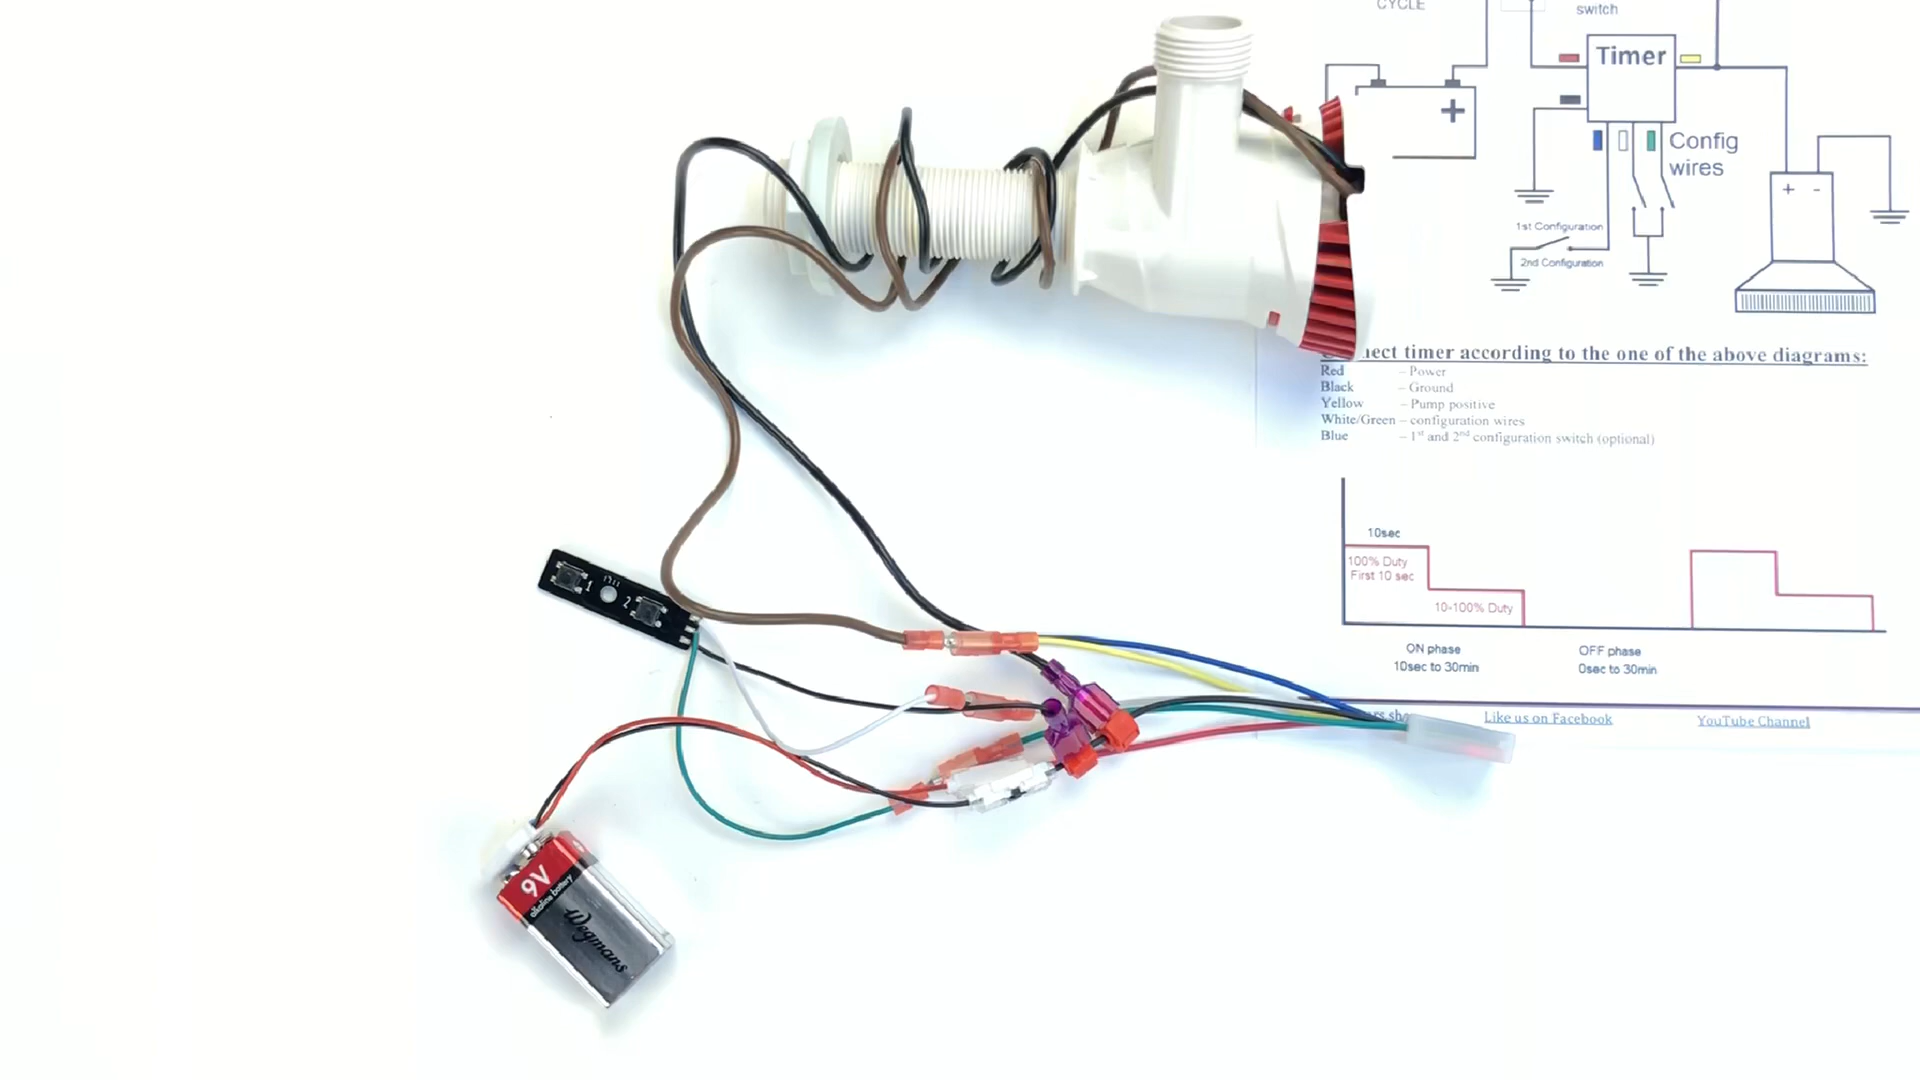 CYCLE
switch
Timer
+
Config
wires
+ -
1st Configuration
2nd Configuration
timer according to the one of the above diagrams:
Red – Power
Black – Ground
Yellow – Pump positive
White/Green – configuration wires
Blue – 1st and 2nd configuration switch (optional)
10sec
100% Duty
First 10 sec
10-100% Duty
ON phase
10sec to 30min
OFF phase
0sec to 30min
Like us on Facebook
YouTube Channel
1
2
9V
alkaline battery
Wegmans